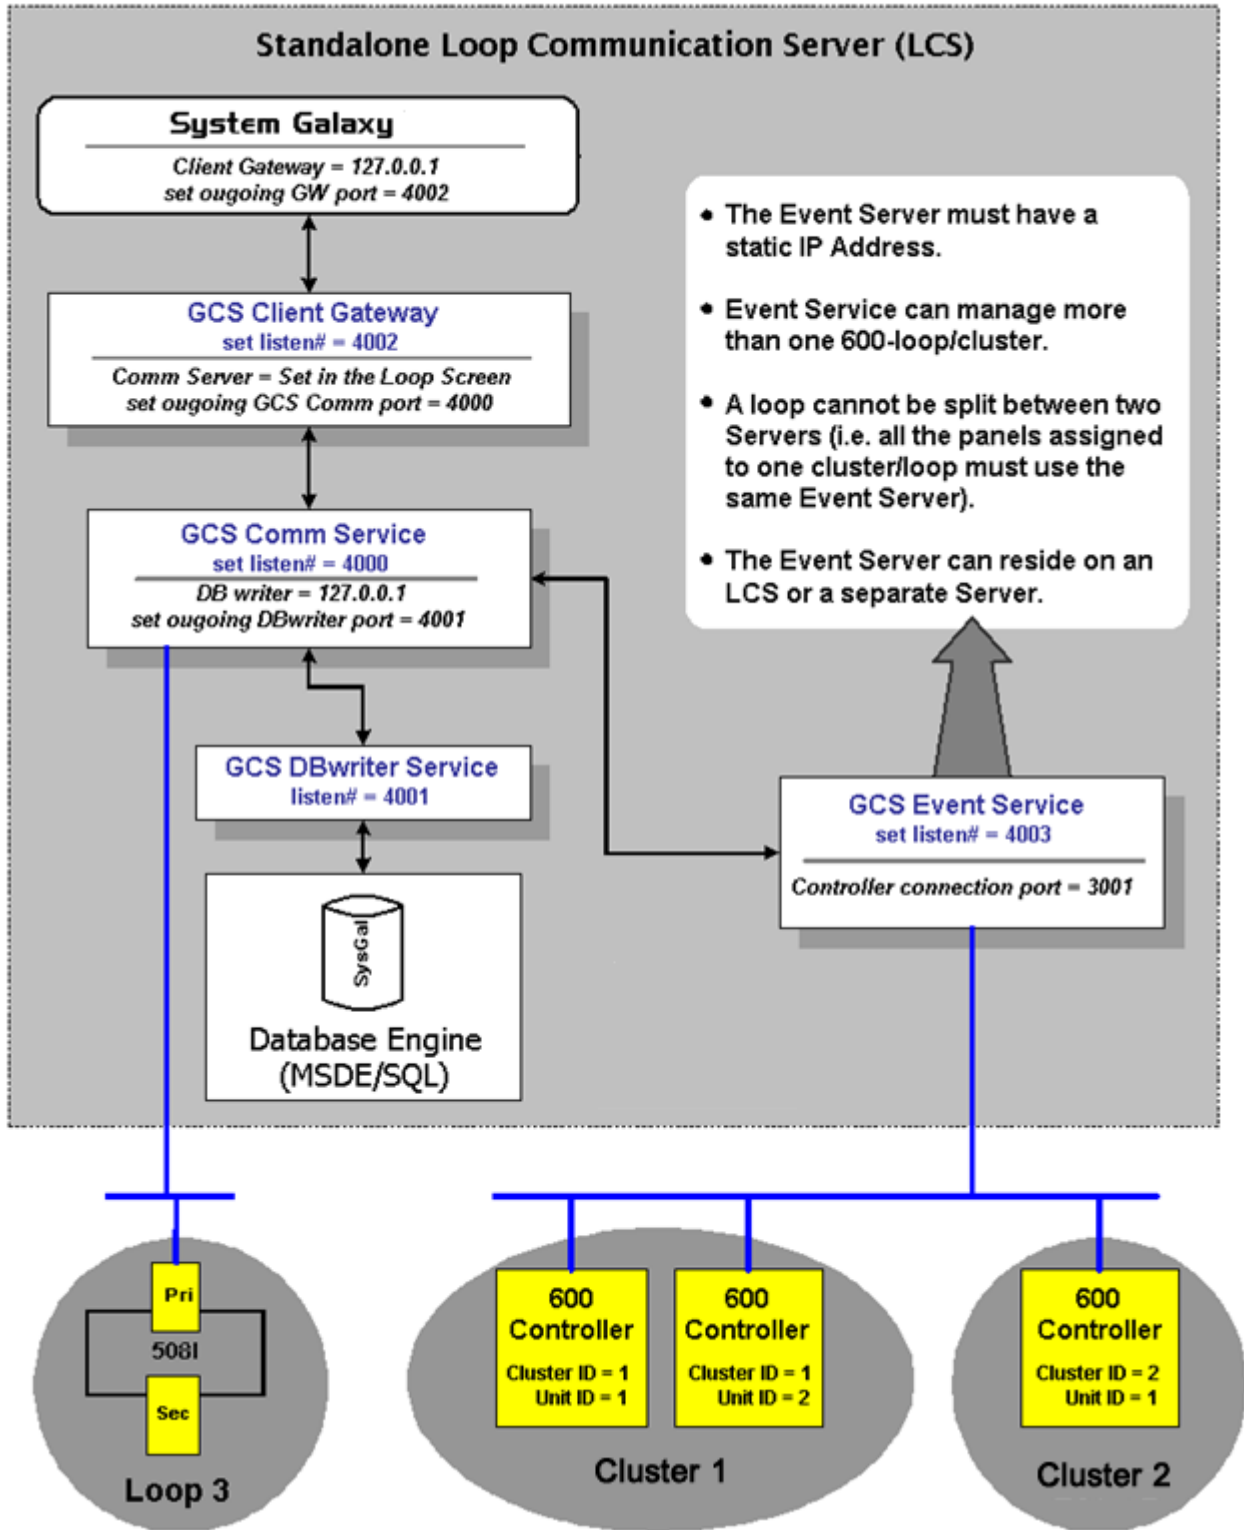 Standalone Loop Communication Server (LCS)
System Galaxy
Client Gateway = 127.0.0.1
set ougoing GW port = 4002
GCS Client Gateway
set listen# = 4002
Comm Server = Set in the Loop Screen
set ougoing GCS Comm port = 4000
GCS Comm Service
set listen# = 4000
DB writer = 127.0.0.1
set ougoing DBwriter port = 4001
GCS DBwriter Service
listen# = 4001
SysGal
Database Engine
(MSDE/SQL)
• The Event Server must have a
static IP Address.
• Event Service can manage more
than one 600-loop/cluster.
• A loop cannot be split between two
Servers (i.e. all the panels assigned
to one cluster/loop must use the
same Event Server).
• The Event Server can reside on an
LCS or a separate Server.
GCS Event Service
set listen# = 4003
Controller connection port = 3001
Pri
508I
Sec
Loop 3
600
Controller
Cluster ID = 1
Unit ID = 1
600
Controller
Cluster ID = 1
Unit ID = 2
Cluster 1
600
Controller
Cluster ID = 2
Unit ID = 1
Cluster 2